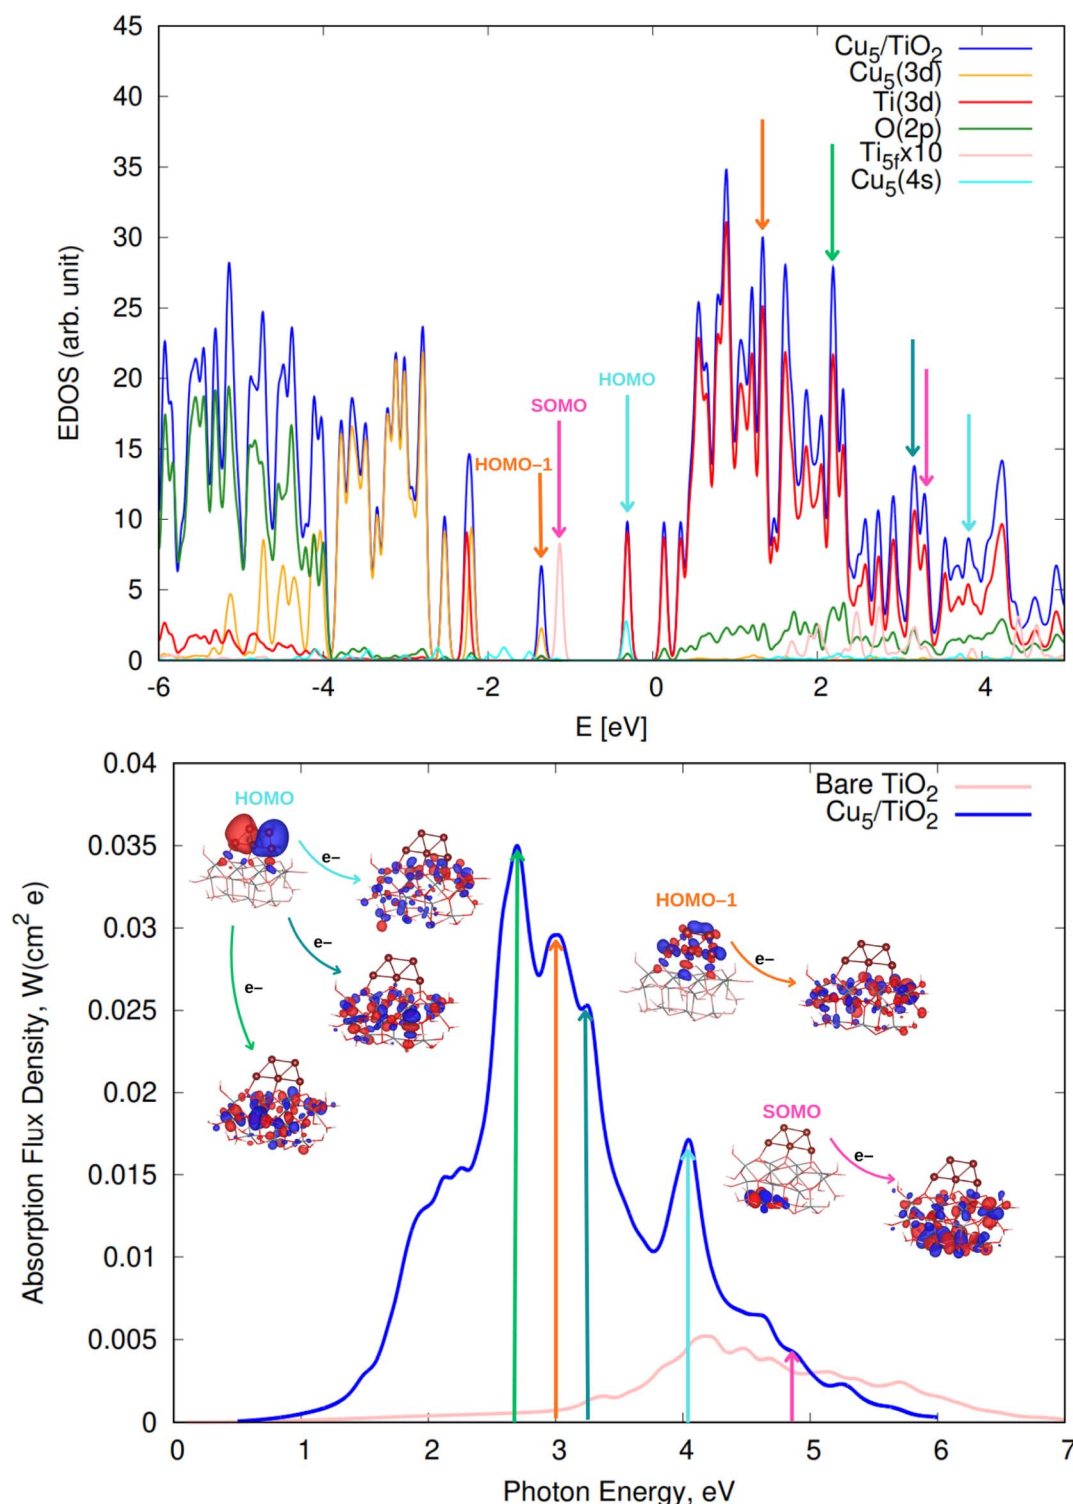 45
40
35
30
25
20
15
10
5
0
EDOS (arb. unit)
Cu5/TiO2
Cu5(3d)
Ti(3d)
O(2p)
Ti5fx10
Cu5(4s)
HOMO
SOMO
HOMO−1
-6 -4 -2 0 2 4
E [eV]
0.04
0.035
0.03
0.025
0.02
0.015
0.01
0.005
0
Absorption Flux Density, W(cm² e)
Bare TiO2
Cu5/TiO2
HOMO
e−
e−
e−
HOMO−1
e−
SOMO
e−
0 1 2 3 4 5 6 7
Photon Energy, eV